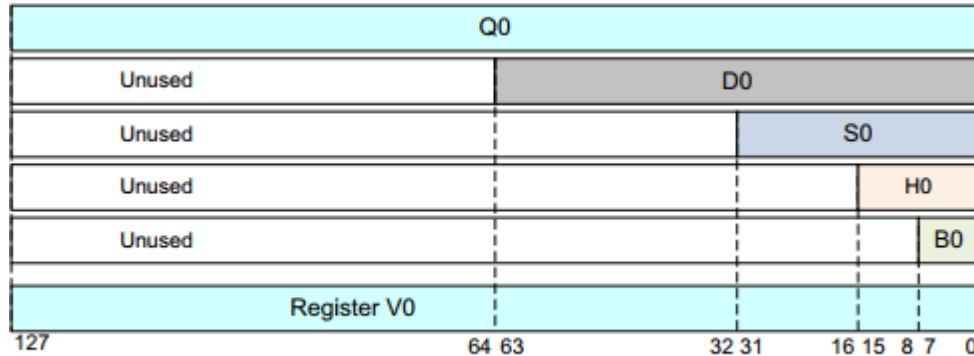 Q0
Unused D0
Unused S0
Unused H0
Unused B0
Register V0
127 64 63 32 31 16 15 8 7 0